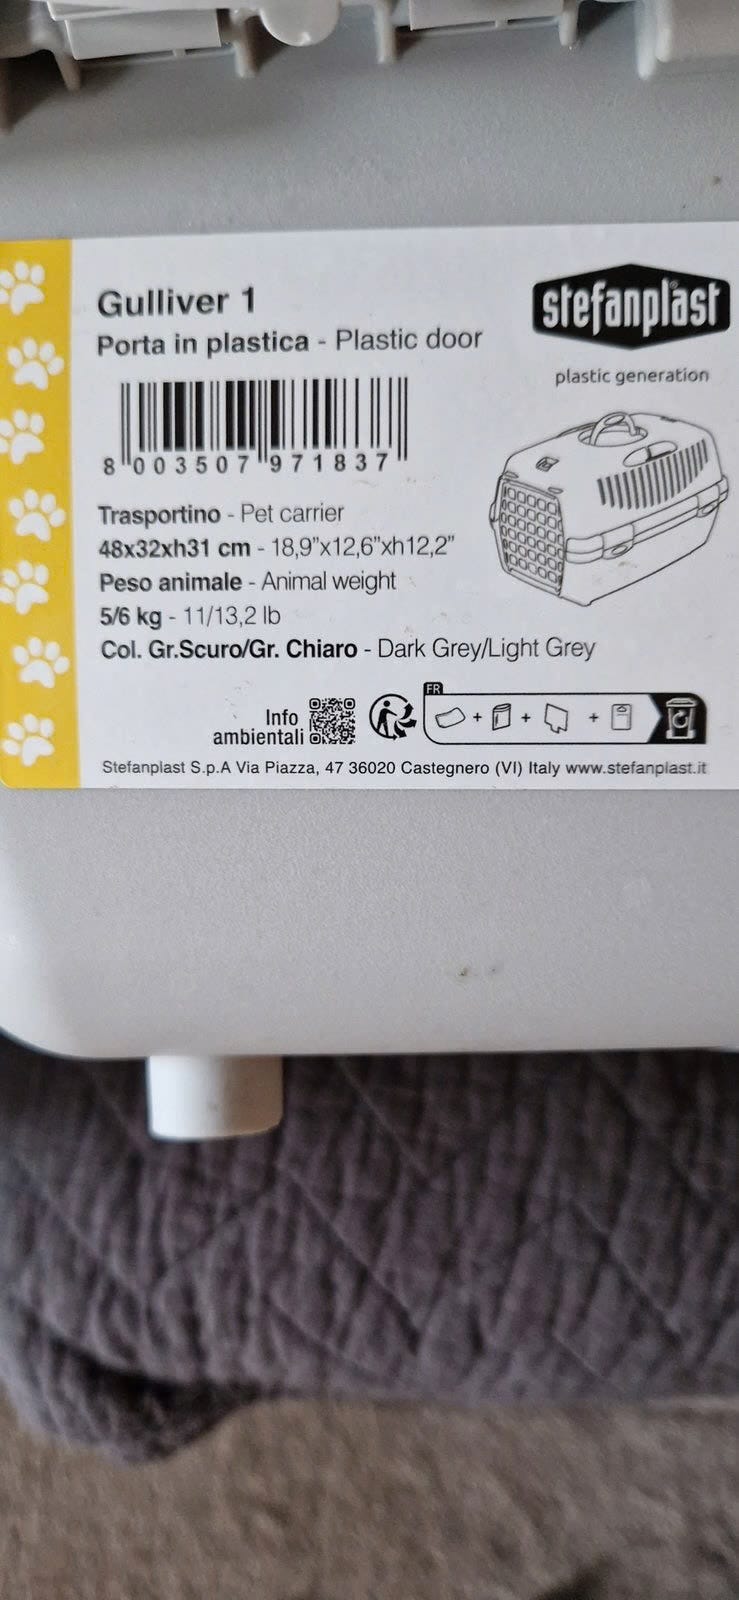 Gulliver 1
Porta in plastica - Plastic door
stefanplast
plastic generation
8 003507 971837
Trasportino - Pet carrier
48x32xh31 cm - 18,9"x12,6"xh12,2"
Peso animale - Animal weight
5/6 kg - 11/13,2 lb
Col. Gr.Scuro/Gr. Chiaro - Dark Grey/Light Grey
Info
ambientali
FR
+ + +
Stefanplast S.p.A Via Piazza, 47 36020 Castegnero (VI) Italy www.stefanplast.it